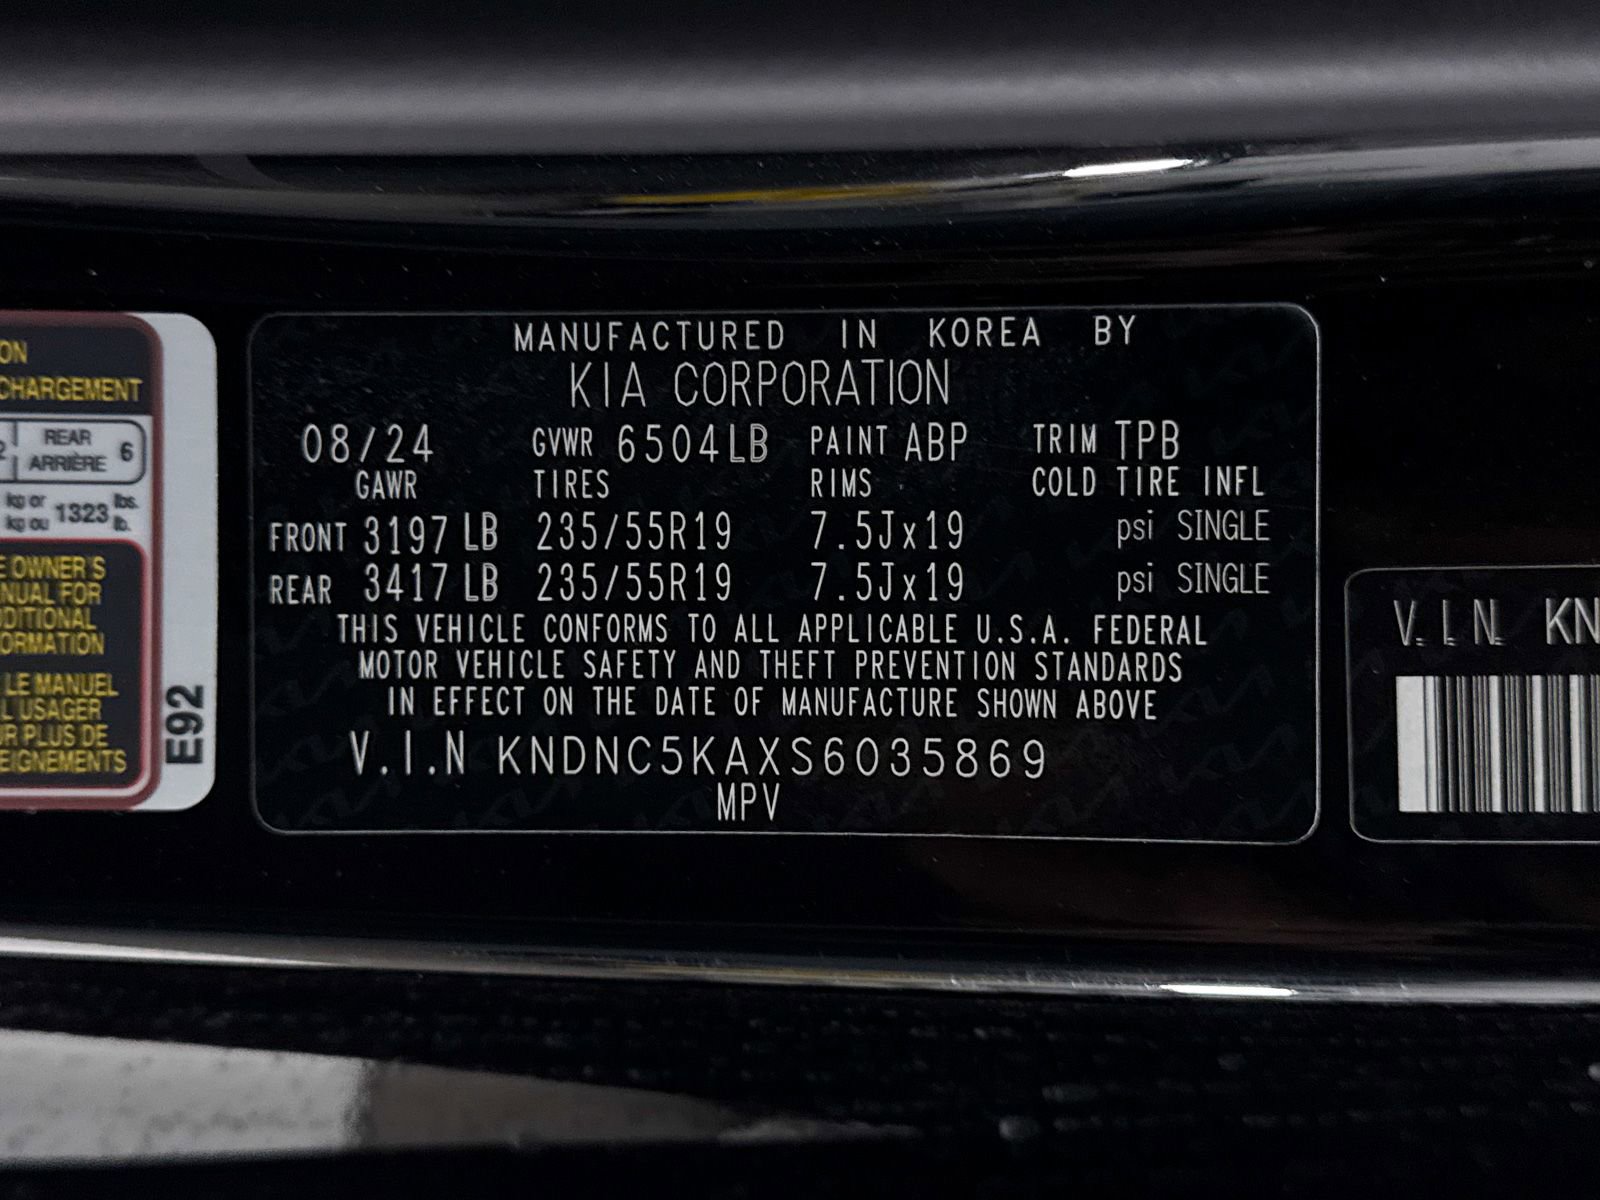 ON
CHARGEMENT
2 REAR 6
ARRIÈRE
kg or 1323 lbs.
kg ou lb.
E OWNER'S
NUAL FOR
DDITIONAL
ORMATION
LE MANUEL
L USAGER
UR PLUS DE
EIGNEMENTS
E92
MANUFACTURED IN KOREA BY
KIA CORPORATION
08/24 GVWR 6504LB PAINT ABP TRIM TPB
GAWR TIRES RIMS COLD TIRE INFL
FRONT 3197 LB 235/55R19 7.5Jx19 psi SINGLE
REAR 3417 LB 235/55R19 7.5Jx19 psi SINGLE
THIS VEHICLE CONFORMS TO ALL APPLICABLE U.S.A. FEDERAL
MOTOR VEHICLE SAFETY AND THEFT PREVENTION STANDARDS
IN EFFECT ON THE DATE OF MANUFACTURE SHOWN ABOVE
V.I.N KNDNC5KAXS6035869
MPV
V.I.N. KN